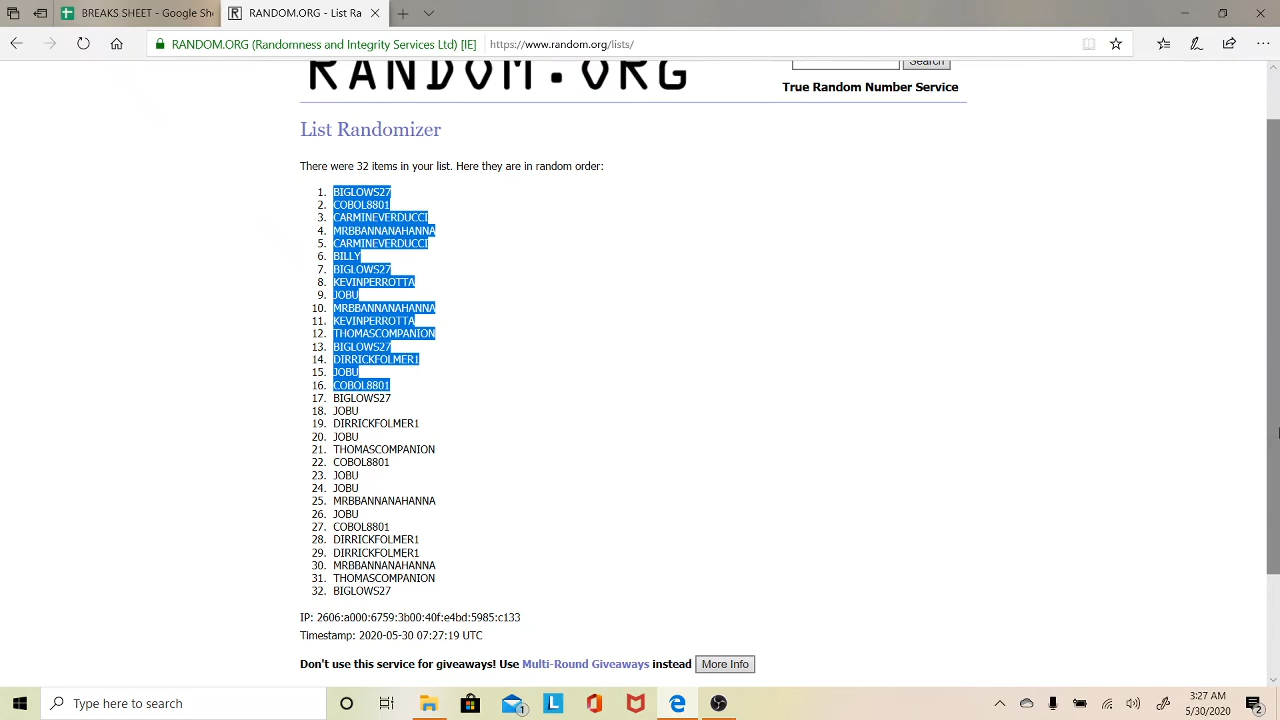 BREAKS SHEET - Google S
RANDOM.ORG - List Ra
RANDOM.ORG (Randomness and Integrity Services Ltd) [IE] https://www.random.org/lists/
RANDOM.ORG
Search
True Random Number Service
List Randomizer
There were 32 items in your list. Here they are in random order:
1. BIGLOWS27
2. COBOL8801
3. CARMINEVERDUCCI
4. MRBBANNANAHANNA
5. CARMINEVERDUCCI
6. BILLY
7. BIGLOWS27
8. KEVINPERROTTA
9. JOBU
10. MRBBANNANAHANNA
11. KEVINPERROTTA
12. THOMASCOMPANION
13. BIGLOWS27
14. DIRRICKFOLMER1
15. JOBU
16. COBOL8801
17. BIGLOWS27
18. JOBU
19. DIRRICKFOLMER1
20. JOBU
21. THOMASCOMPANION
22. COBOL8801
23. JOBU
24. JOBU
25. MRBBANNANAHANNA
26. JOBU
27. COBOL8801
28. DIRRICKFOLMER1
29. DIRRICKFOLMER1
30. MRBBANNANAHANNA
31. THOMASCOMPANION
32. BIGLOWS27
IP: 2606:a000:6759:3b00:40f:e4bd:5985:c133
Timestamp: 2020-05-30 07:27:19 UTC
Don't use this service for giveaways! Use Multi-Round Giveaways instead More Info
Type here to search
1
L
3:27 AM
5/30/2020
2